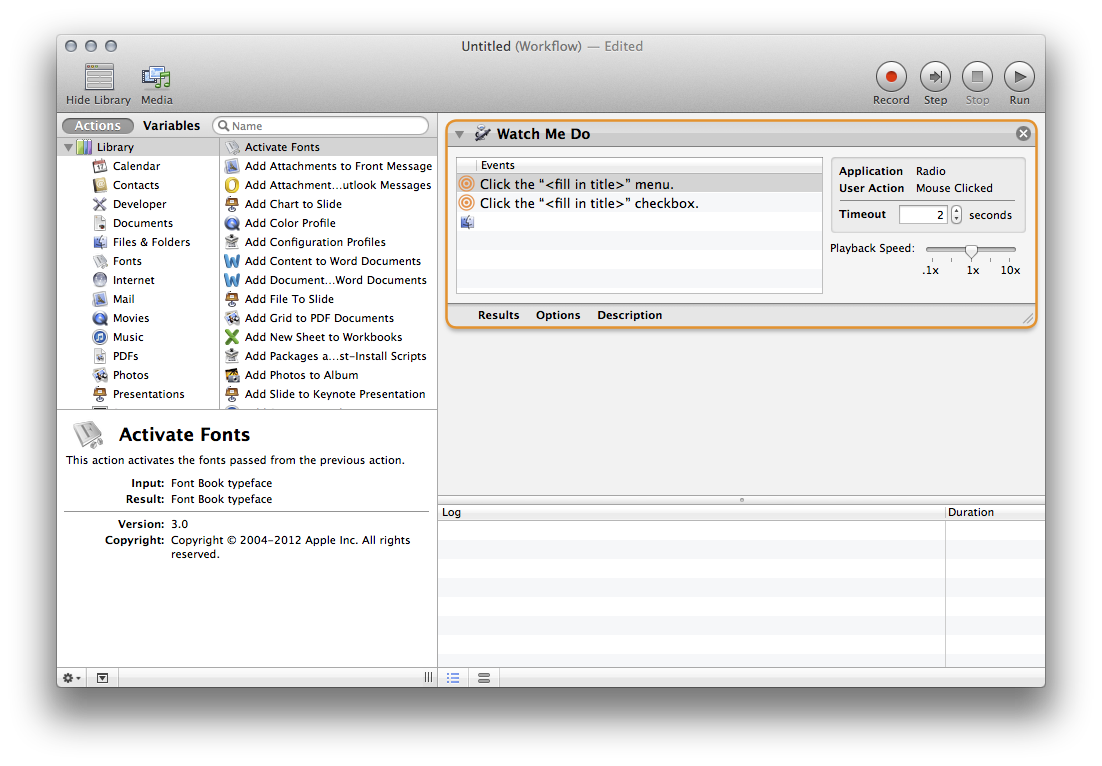 Untitled (Workflow) — Edited
Hide Library
Media
Record
Step
Stop
Run
Actions
Variables
Name
Library
Calendar
Contacts
Developer
Documents
Files & Folders
Fonts
Internet
Mail
Movies
Music
PDFs
Photos
Presentations
Activate Fonts
Add Attachments to Front Message
Add Attachment...utlook Messages
Add Chart to Slide
Add Color Profile
Add Configuration Profiles
Add Content to Word Documents
Add Document...Word Documents
Add File To Slide
Add Grid to PDF Documents
Add New Sheet to Workbooks
Add Packages a...st-Install Scripts
Add Photos to Album
Add Slide to Keynote Presentation
Activate Fonts
This action activates the fonts passed from the previous action.
Input: Font Book typeface
Result: Font Book typeface
Version: 3.0
Copyright: Copyright © 2004-2012 Apple Inc. All rights
reserved.
Watch Me Do
Events
Click the “<fill in title>” menu.
Click the “<fill in title>” checkbox.
Application Radio
User Action Mouse Clicked
Timeout 2 seconds
Playback Speed:
.1x 1x 10x
Results Options Description
Log Duration